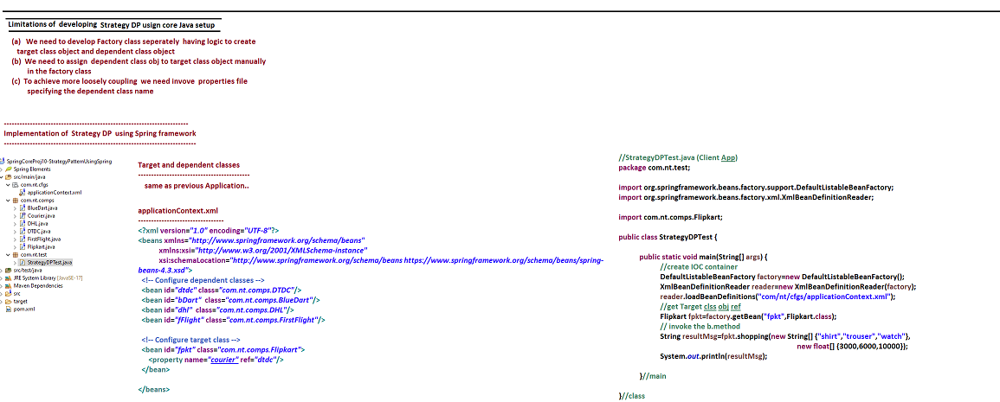 Limitations of developing Strategy DP usign core Java setup
(a) We need to develop Factory class seperately having logic to create
target class object and dependent class object
(b) We need to assign dependent class obj to target class object manually
in the factory class
(c) To achieve more loosely coupling we need invove properties file
specifying the dependent class name
----------------------------------------------------------------------
Implementation of Strategy DP using Spring framework
--------------------------------------------------------------------------
SpringCoreProj10-StrategyPatternUsingSpring
Spring Elements
src/main/java
com.nt.cfgs
applicationContext.xml
com.nt.comps
BlueDart.java
Courier.java
DHL.java
DTDC.java
FirstFlight.java
Flipkart.java
com.nt.test
StrategyDPTest.java
src/test/java
JRE System Library [JavaSE-17]
Maven Dependencies
src
target
pom.xml
Target and dependent classes
-------------------------------------------
same as previous Application..
applicationContext.xml
---------------------------------
<?xml version="1.0" encoding="UTF-8"?>
<beans xmlns="http://www.springframework.org/schema/beans"
xmlns:xsi="http://www.w3.org/2001/XMLSchema-instance"
xsi:schemaLocation="http://www.springframework.org/schema/beans https://www.springframework.org/schema/beans/spring-
beans-4.3.xsd">
<!-- Configure dependent classes -->
<bean id="dtdc" class="com.nt.comps.DTDC"/>
<bean id="bDart" class="com.nt.comps.BlueDart"/>
<bean id="dhl" class="com.nt.comps.DHL"/>
<bean id="fFlight" class="com.nt.comps.FirstFlight"/>
<!-- Configure target class -->
<bean id="fpkt" class="com.nt.comps.Flipkart">
<property name="courier" ref="dtdc"/>
</bean>
</beans>
//StrategyDPTest.java (Client App)
package com.nt.test;
import org.springframework.beans.factory.support.DefaultListableBeanFactory;
import org.springframework.beans.factory.xml.XmlBeanDefinitionReader;
import com.nt.comps.Flipkart;
public class StrategyDPTest {
public static void main(String[] args) {
//create IOC container
DefaultListableBeanFactory factory=new DefaultListableBeanFactory();
XmlBeanDefinitionReader reader=new XmlBeanDefinitionReader(factory);
reader.loadBeanDefinitions("com/nt/cfgs/applicationContext.xml");
//get Target clss obj ref
Flipkart fpkt=factory.getBean("fpkt",Flipkart.class);
// invoke the b.method
String resultMsg=fpkt.shopping(new String[] {"shirt","trouser","watch"},
new float[] {3000,6000,10000});
System.out.println(resultMsg);
}//main
}//class